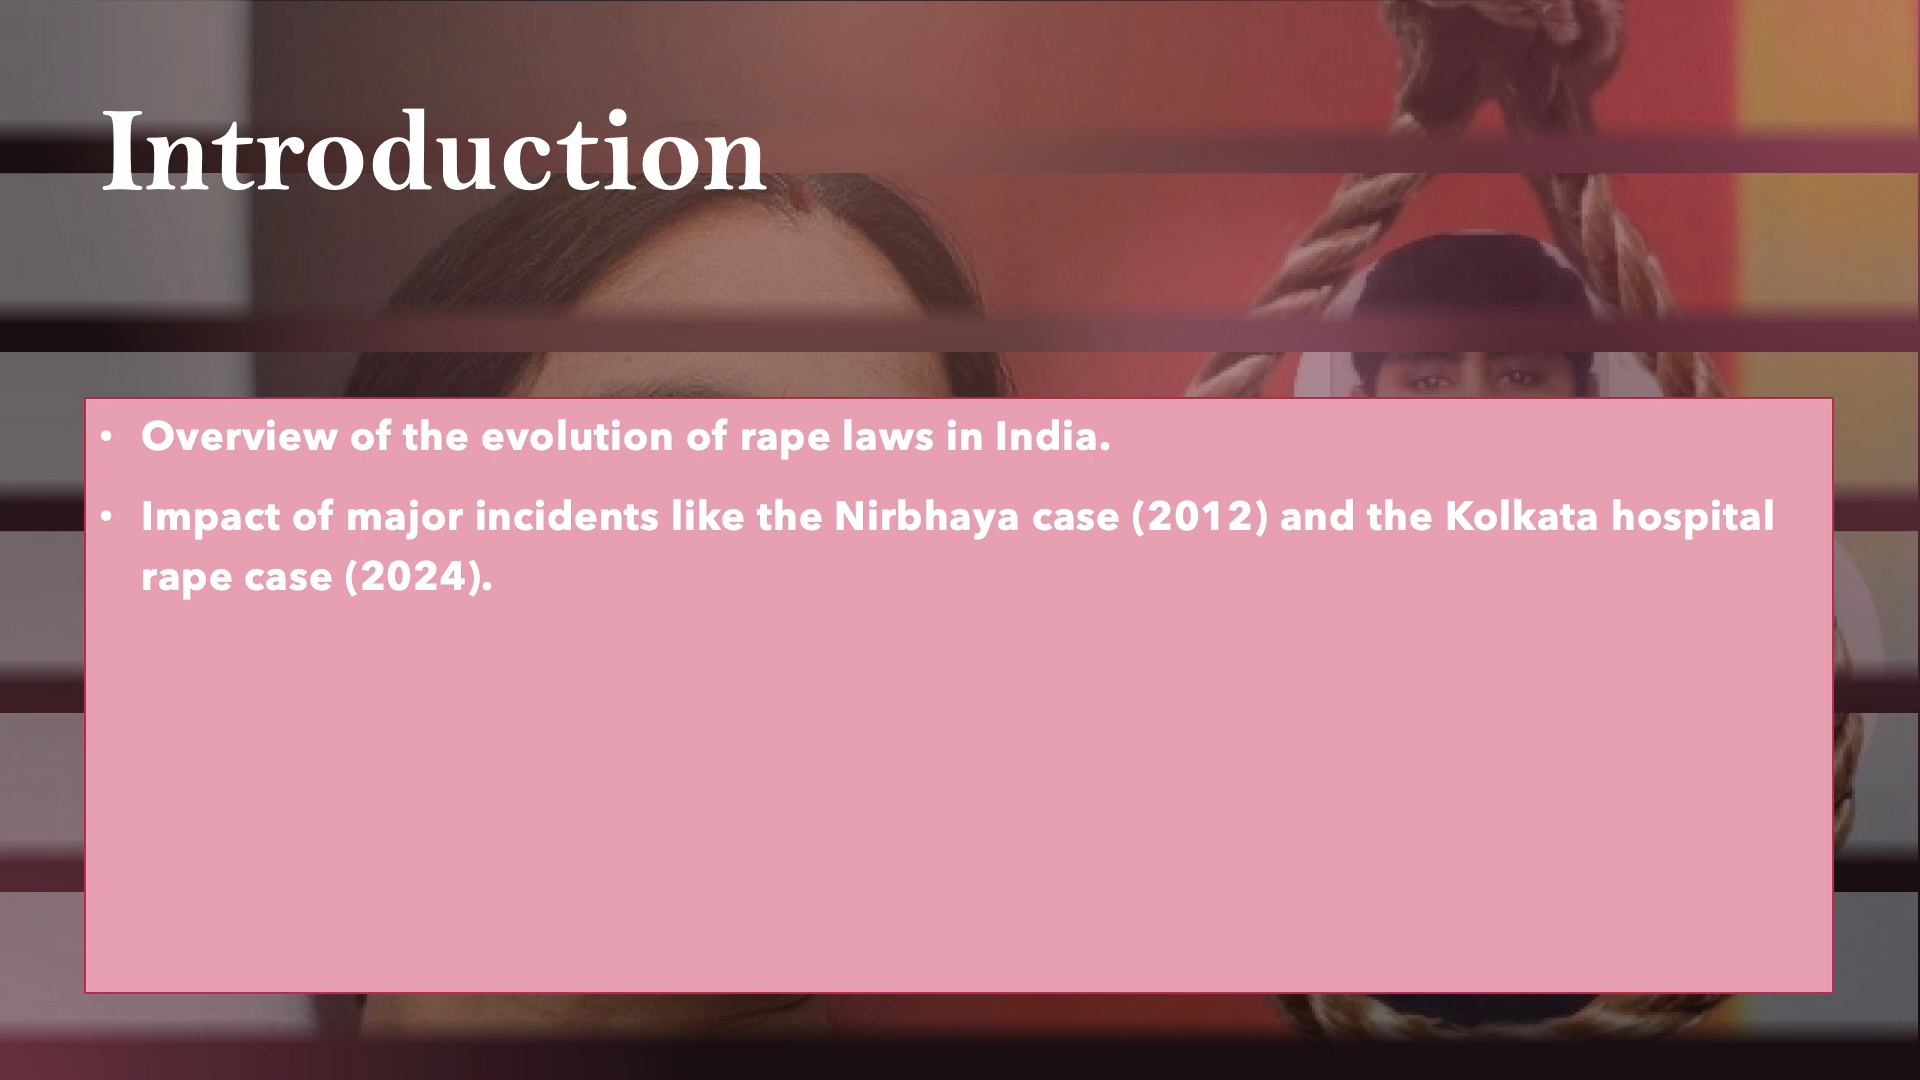 Introduction
• Overview of the evolution of rape laws in India.
• Impact of major incidents like the Nirbhaya case (2012) and the Kolkata hospital
rape case (2024).